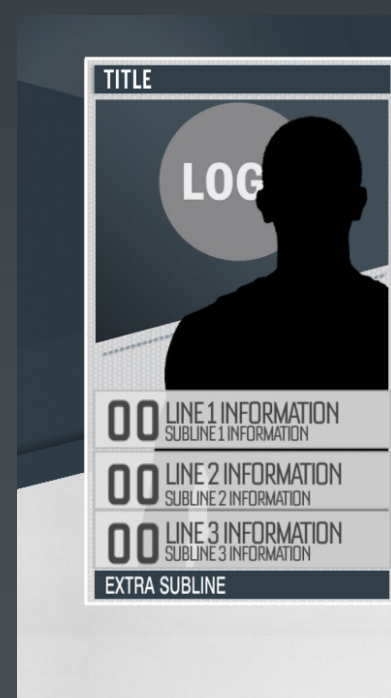 TITLE
LOG
00 LINE 1 INFORMATION
SUBLINE 1 INFORMATION
00 LINE 2 INFORMATION
SUBLINE 2 INFORMATION
00 LINE 3 INFORMATION
SUBLINE 3 INFORMATION
EXTRA SUBLINE